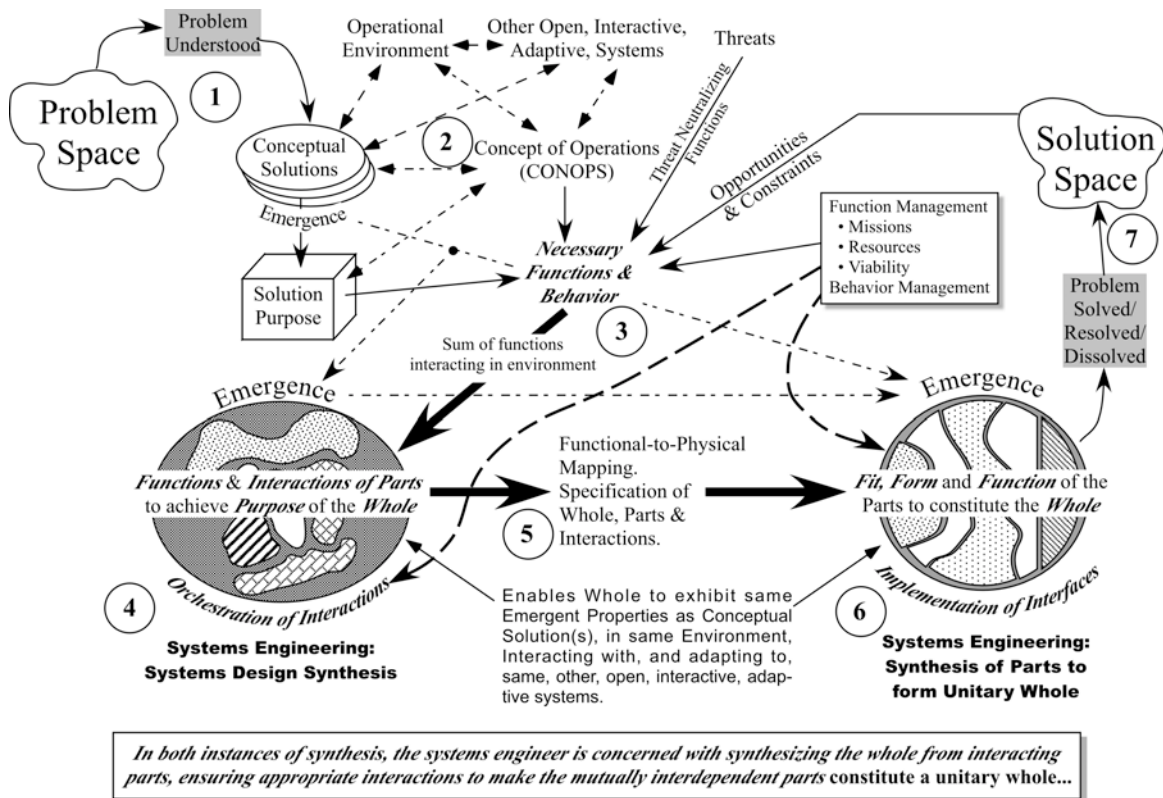 Problem
Understood
Problem
Space
1
Operational
Environment
Other Open, Interactive,
Adaptive, Systems
Threats
Threat Neutralizing
Functions
Conceptual
Solutions
2
Concept of Operations
(CONOPS)
Opportunities
& Constraints
Solution
Space
Emergence
Function Management
• Missions
• Resources
• Viability
Behavior Management
7
Solution
Purpose
Necessary
Functions &
Behavior
3
Problem
Solved/
Resolved/
Dissolved
Sum of functions
interacting in environment
Emergence
Functions & Interactions of Parts
to achieve Purpose of the Whole
Orchestration of Interactions
4
Systems Engineering:
Systems Design Synthesis
Functional-to-Physical
Mapping.
Specification of
Whole, Parts &
Interactions.
5
Emergence
Fit, Form and Function of the
Parts to constitute the Whole
Implementation of Interfaces
6
Systems Engineering:
Synthesis of Parts to
form Unitary Whole
Enables Whole to exhibit same
Emergent Properties as Conceptual
Solution(s), in same Environment,
Interacting with, and adapting to,
same, other, open, interactive, adap-
tive systems.
In both instances of synthesis, the systems engineer is concerned with synthesizing the whole from interacting
parts, ensuring appropriate interactions to make the mutually interdependent parts constitute a unitary whole...